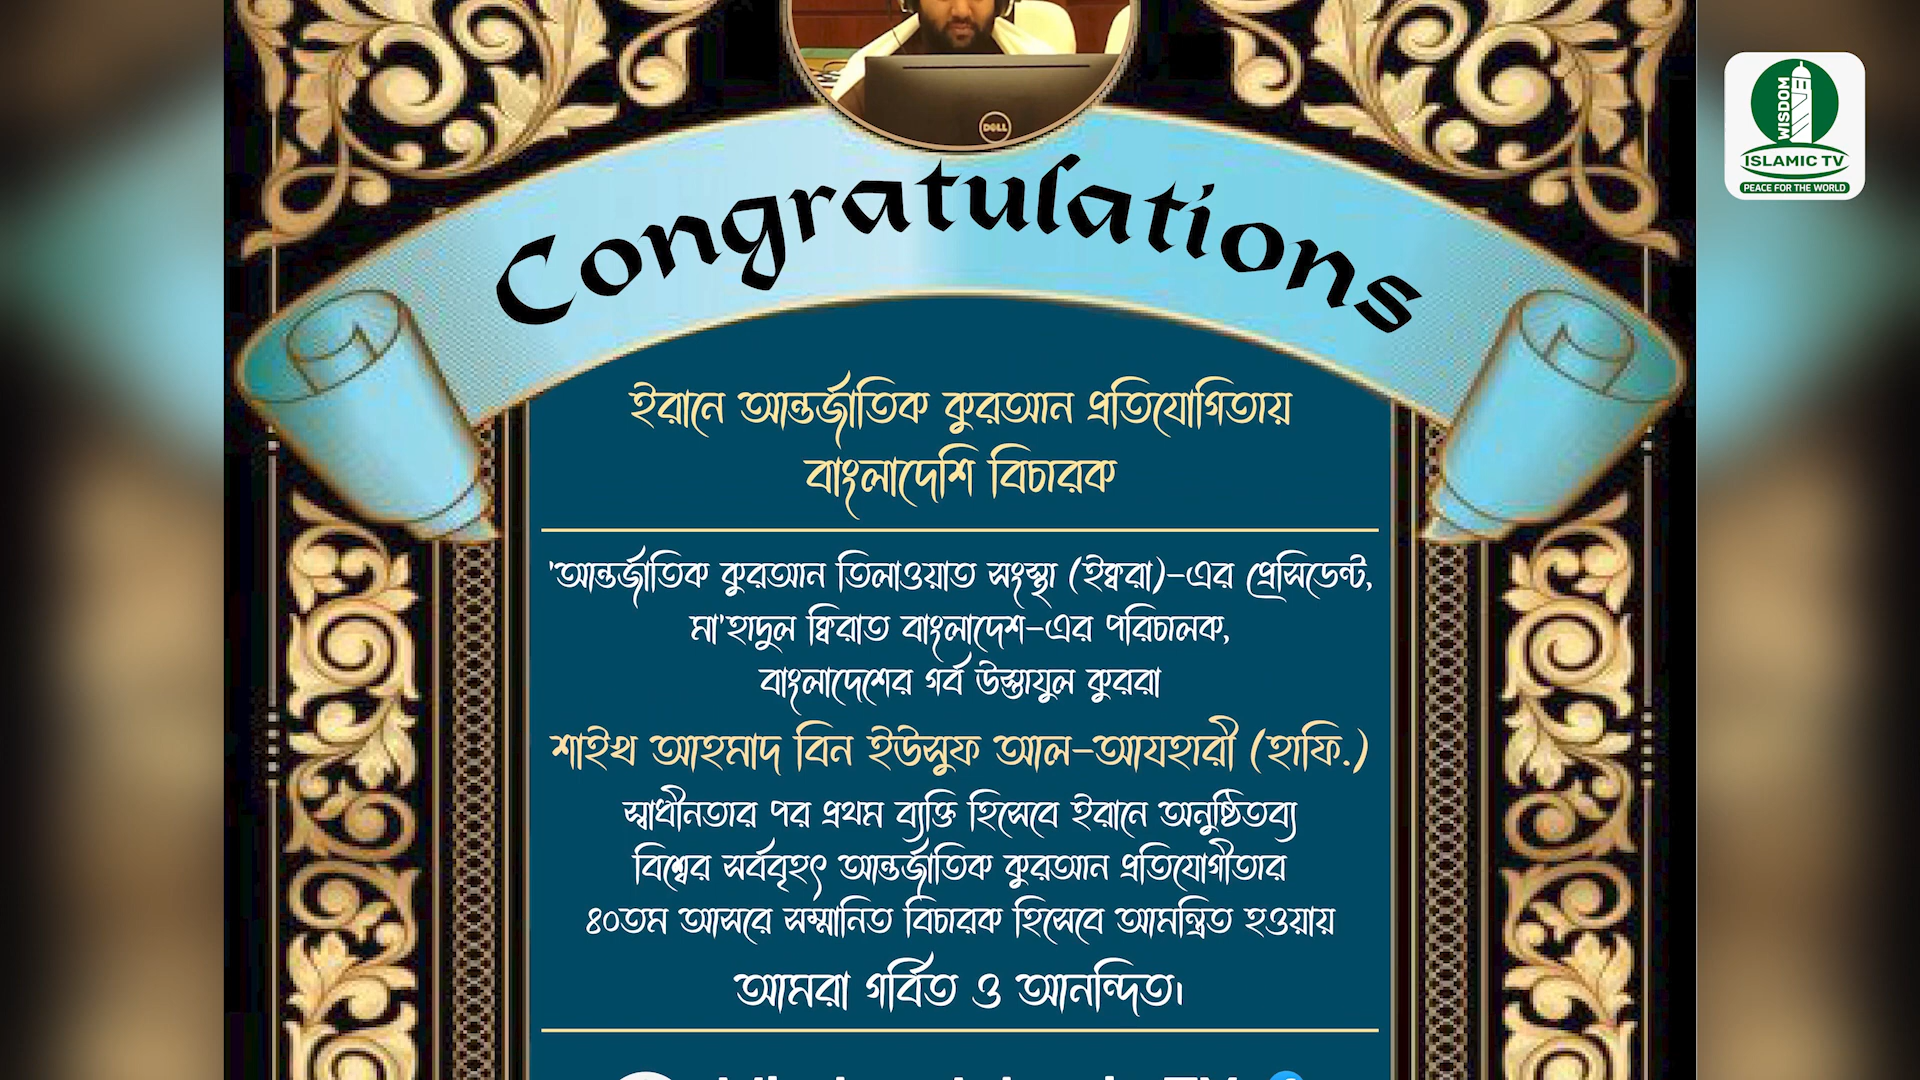 WISDOM
ISLAMIC TV
PEACE FOR THE WORLD
DELL
Congratulations
ইরানে আন্তর্জাতিক কুরআন প্রতিযোগিতায়
বাংলাদেশি বিচারক
'আন্তর্জাতিক কুরআন তিলাওয়াত সংস্থা (ইক্বরা)-এর প্রেসিডেন্ট,
মা'হাদুল ক্বিরাত বাংলাদেশ-এর পরিচালক,
বাংলাদেশের গর্ব উস্তাযুল কুররা
শাইখ আহমাদ বিন ইউসুফ আল-আযহারী (হাফি.)
স্বাধীনতার পর প্রথম ব্যক্তি হিসেবে ইরানে অনুষ্ঠিতব্য
বিশ্বের সর্ববৃহৎ আন্তর্জাতিক কুরআন প্রতিযোগীতার
৪০তম আসরে সম্মানিত বিচারক হিসেবে আমন্ত্রিত হওয়ায়
আমরা গর্বিত ও আনন্দিত।